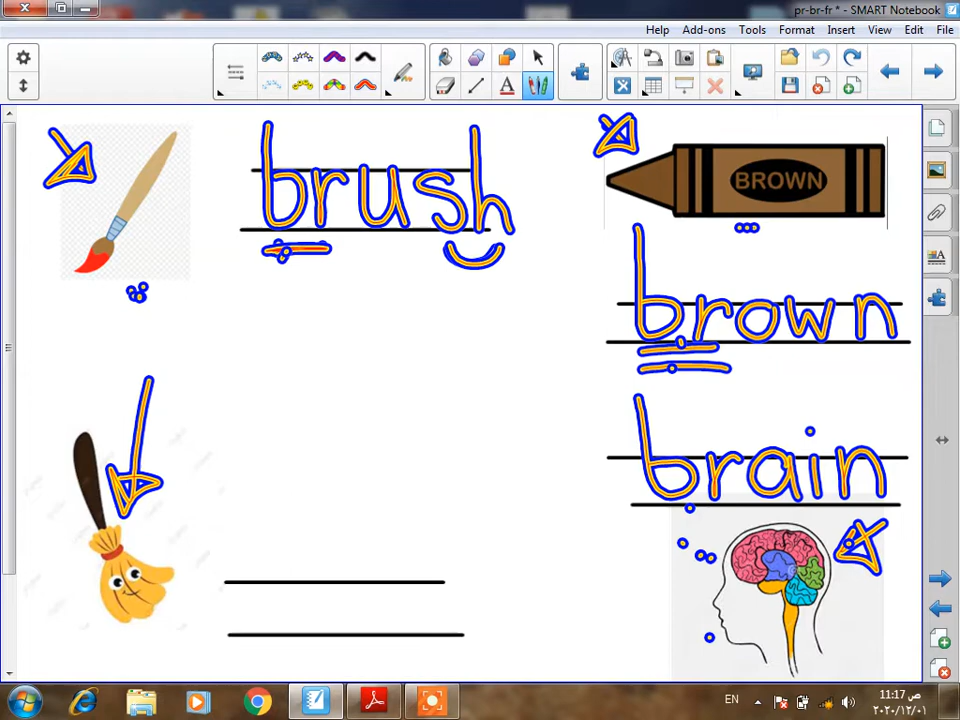 pr-br-fr * - SMART Notebook
Help Add-ons Tools Format Insert View Edit File
brush
BROWN
brown
brain
EN
11:17 ص
٢٠٢٠/١٢/٠١